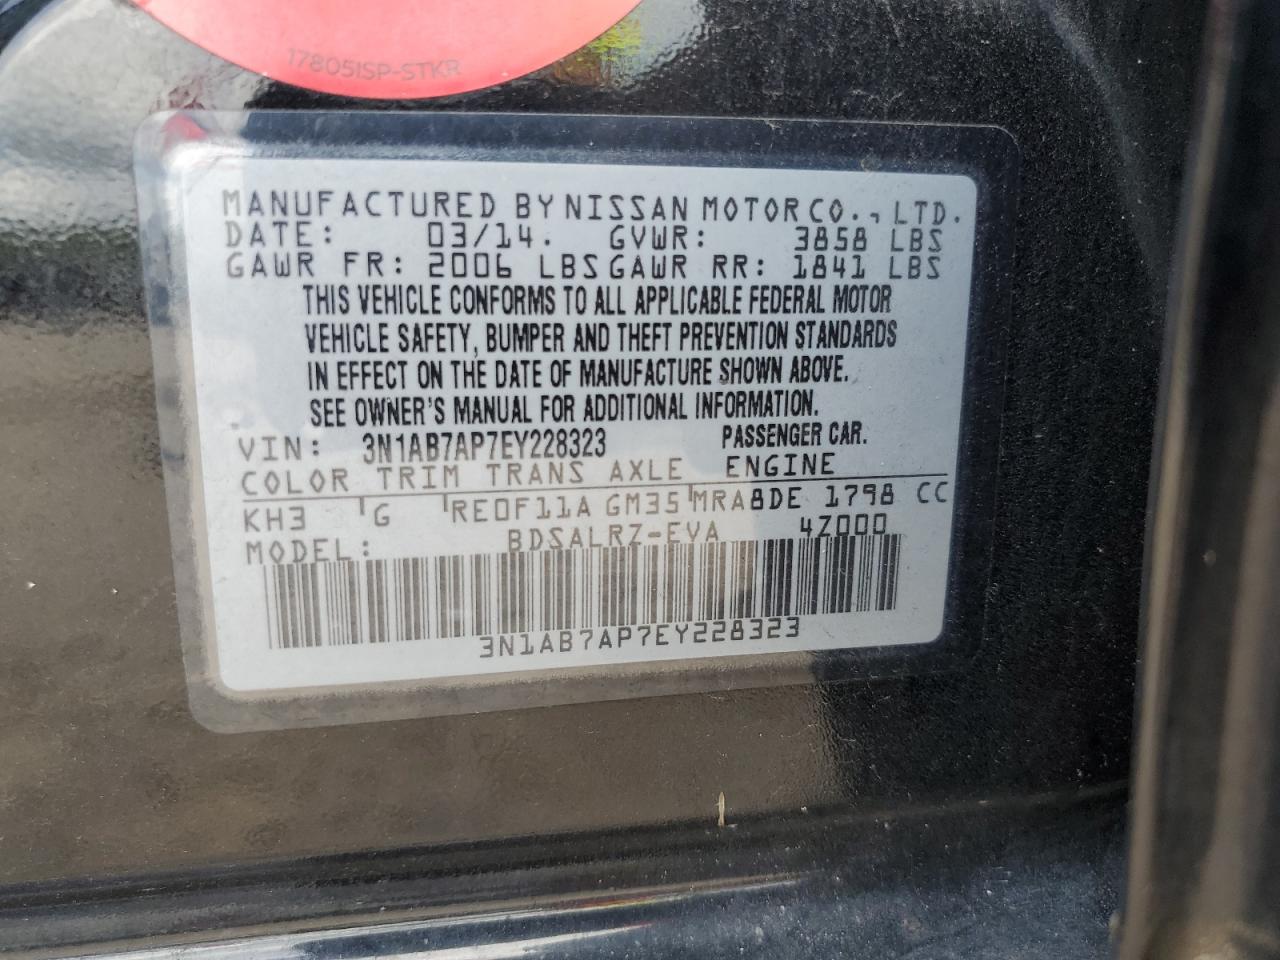 178051SP-STKR
MANUFACTURED BY NISSAN MOTOR CO., LTD.
DATE: 03/14. GVWR: 3858 LBS
GAWR FR: 2006 LBS GAWR RR: 1841 LBS
THIS VEHICLE CONFORMS TO ALL APPLICABLE FEDERAL MOTOR
VEHICLE SAFETY, BUMPER AND THEFT PREVENTION STANDARDS
IN EFFECT ON THE DATE OF MANUFACTURE SHOWN ABOVE.
SEE OWNER'S MANUAL FOR ADDITIONAL INFORMATION.
VIN: 3N1AB7AP7EY228323 PASSENGER CAR.
COLOR TRIM TRANS AXLE ENGINE
KH3 G RE0F11A GM35 MRA8DE 1798 CC
MODEL: BDSALRZ-EVA 4Z000
3N1AB7AP7EY228323